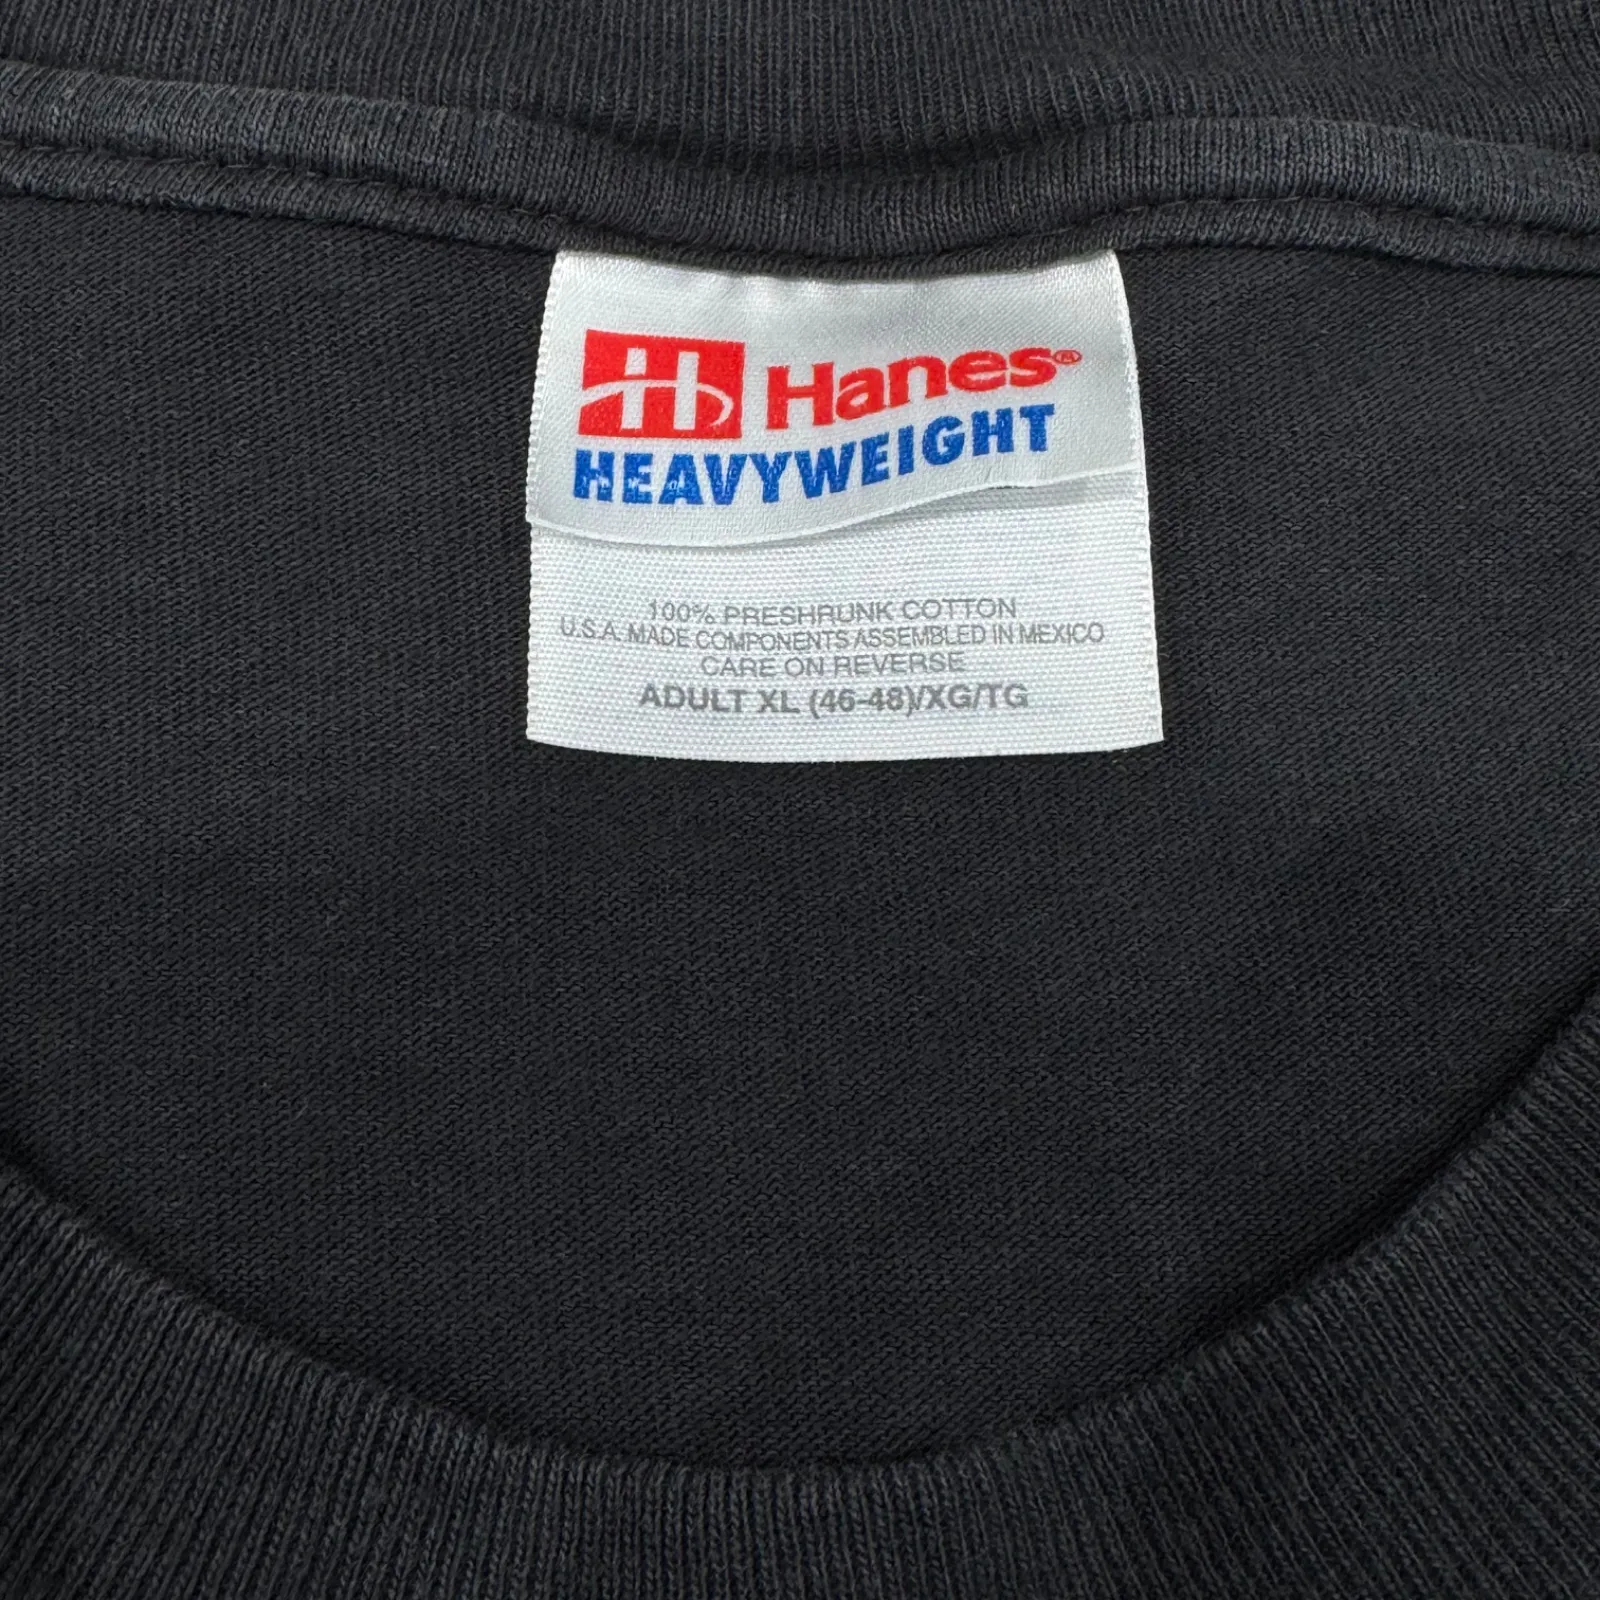 H Hanes®
HEAVYWEIGHT
100% PRESHRUNK COTTON
U.S.A. MADE COMPONENTS ASSEMBLED IN MEXICO
CARE ON REVERSE
ADULT XL (46-48)/XG/TG